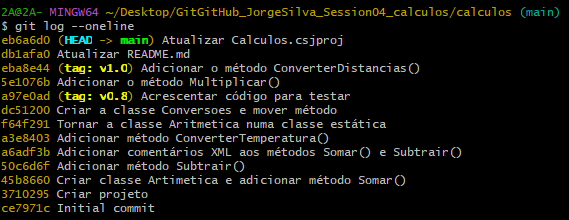 2A@2A- MINGW64 ~/Desktop/GitGitHub_JorgeSilva_Session04_calculos/calculos (main)
$ git log --oneline
eb6a6d0 (HEAD -> main) Atualizar Calculos.csjproj
db1afa0 Atualizar README.md
eba8e44 (tag: v1.0) Adicionar o método ConverterDistancias()
5e1076b Adicionar o método Multiplicar()
a97e0ad (tag: v0.8) Acrescentar código para testar
dc51200 Criar a classe Conversoes e mover método
f64f291 Tornar a classe Aritmetica numa classe estática
a3e8403 Adicionar método ConverterTemperatura()
a6adf3b Adicionar comentários XML aos métodos Somar() e Subtrair()
50c6d6f Adicionar método Subtrair()
45b8660 Criar classe Artimetica e adicionar método Somar()
3710295 Criar projeto
ce7971c Initial commit